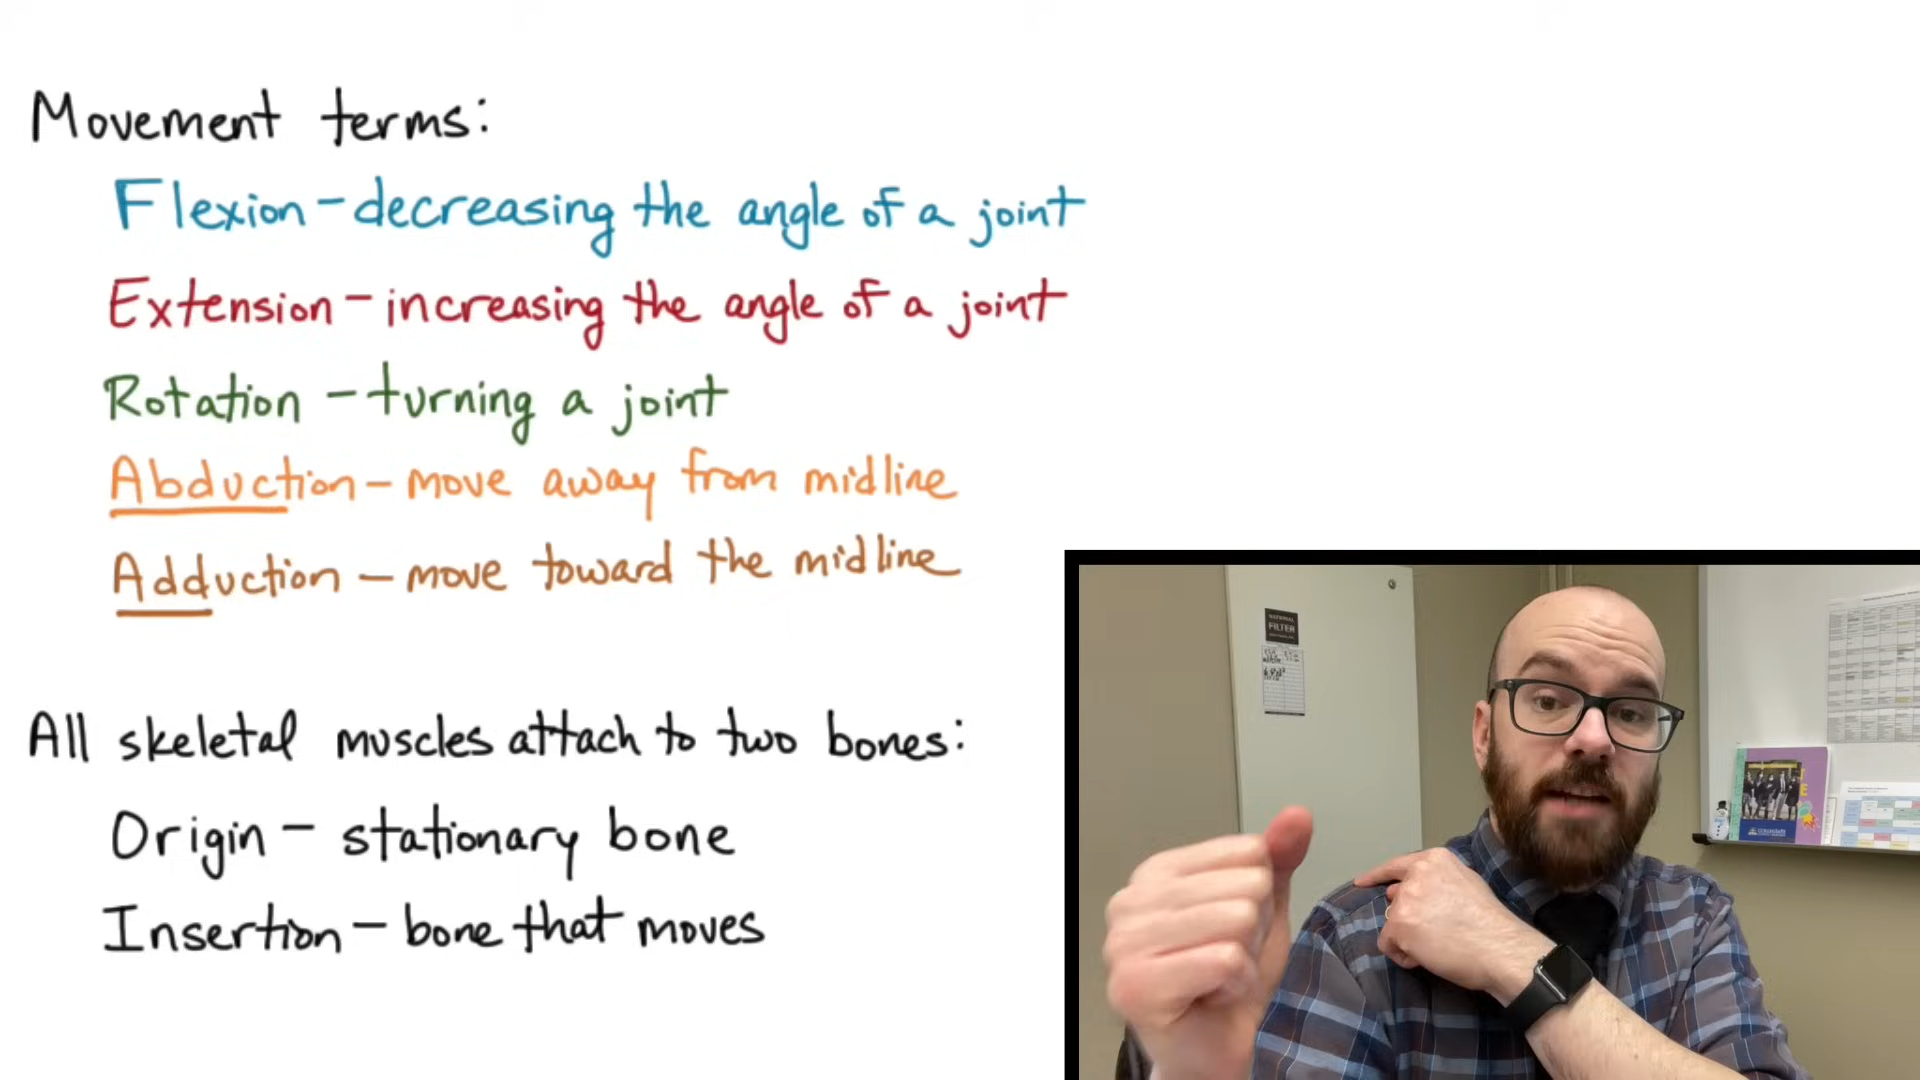 Movement terms:
Flexion - decreasing the angle of a joint
Extension - increasing the angle of a joint
Rotation - turning a joint
Abduction - move away from midline
Adduction - move toward the midline
All skeletal muscles attach to two bones:
Origin - stationary bone
Insertion - bone that moves
NATIONAL
FILTER